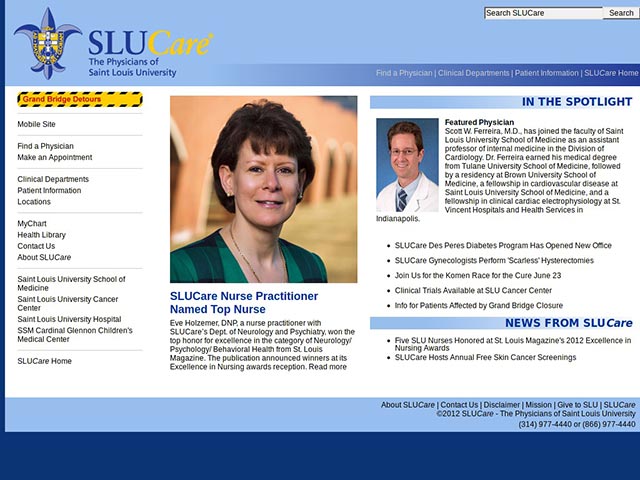 SLUCare
The Physicians of
Saint Louis University
Search SLUCare
Search
Find a Physician | Clinical Departments | Patient Information | SLUCare Home
Grand Bridge Detours
Mobile Site
Find a Physician
Make an Appointment
Clinical Departments
Patient Information
Locations
MyChart
Health Library
Contact Us
About SLUCare
Saint Louis University School of
Medicine
Saint Louis University Cancer
Center
Saint Louis University Hospital
SSM Cardinal Glennon Children's
Medical Center
SLUCare Home
SLUCare Nurse Practitioner
Named Top Nurse
Eve Holzemer, DNP, a nurse practitioner with
SLUCare's Dept. of Neurology and Psychiatry, won the
top honor for excellence in the category of Neurology/
Psychology/ Behavioral Health from St. Louis
Magazine. The publication announced winners at its
Excellence in Nursing awards reception. Read more
IN THE SPOTLIGHT
Featured Physician
Scott W. Ferreira, M.D., has joined the faculty of Saint
Louis University School of Medicine as an assistant
professor of internal medicine in the Division of
Cardiology. Dr. Ferreira earned his medical degree
from Tulane University School of Medicine, followed
by a residency at Brown University School of
Medicine, a fellowship in cardiovascular disease at
Saint Louis University School of Medicine, and a
fellowship in clinical cardiac electrophysiology at St.
Vincent Hospitals and Health Services in
Indianapolis.
SLUCare Des Peres Diabetes Program Has Opened New Office
SLUCare Gynecologists Perform 'Scarless' Hysterectomies
Join Us for the Komen Race for the Cure June 23
Clinical Trials Available at SLU Cancer Center
Info for Patients Affected by Grand Bridge Closure
NEWS FROM SLUCare
Five SLU Nurses Honored at St. Louis Magazine's 2012 Excellence in
Nursing Awards
SLUCare Hosts Annual Free Skin Cancer Screenings
About SLUCare | Contact Us | Disclaimer | Mission | Give to SLU | SLUCare
©2012 SLUCare - The Physicians of Saint Louis University
(314) 977-4440 or (866) 977-4440